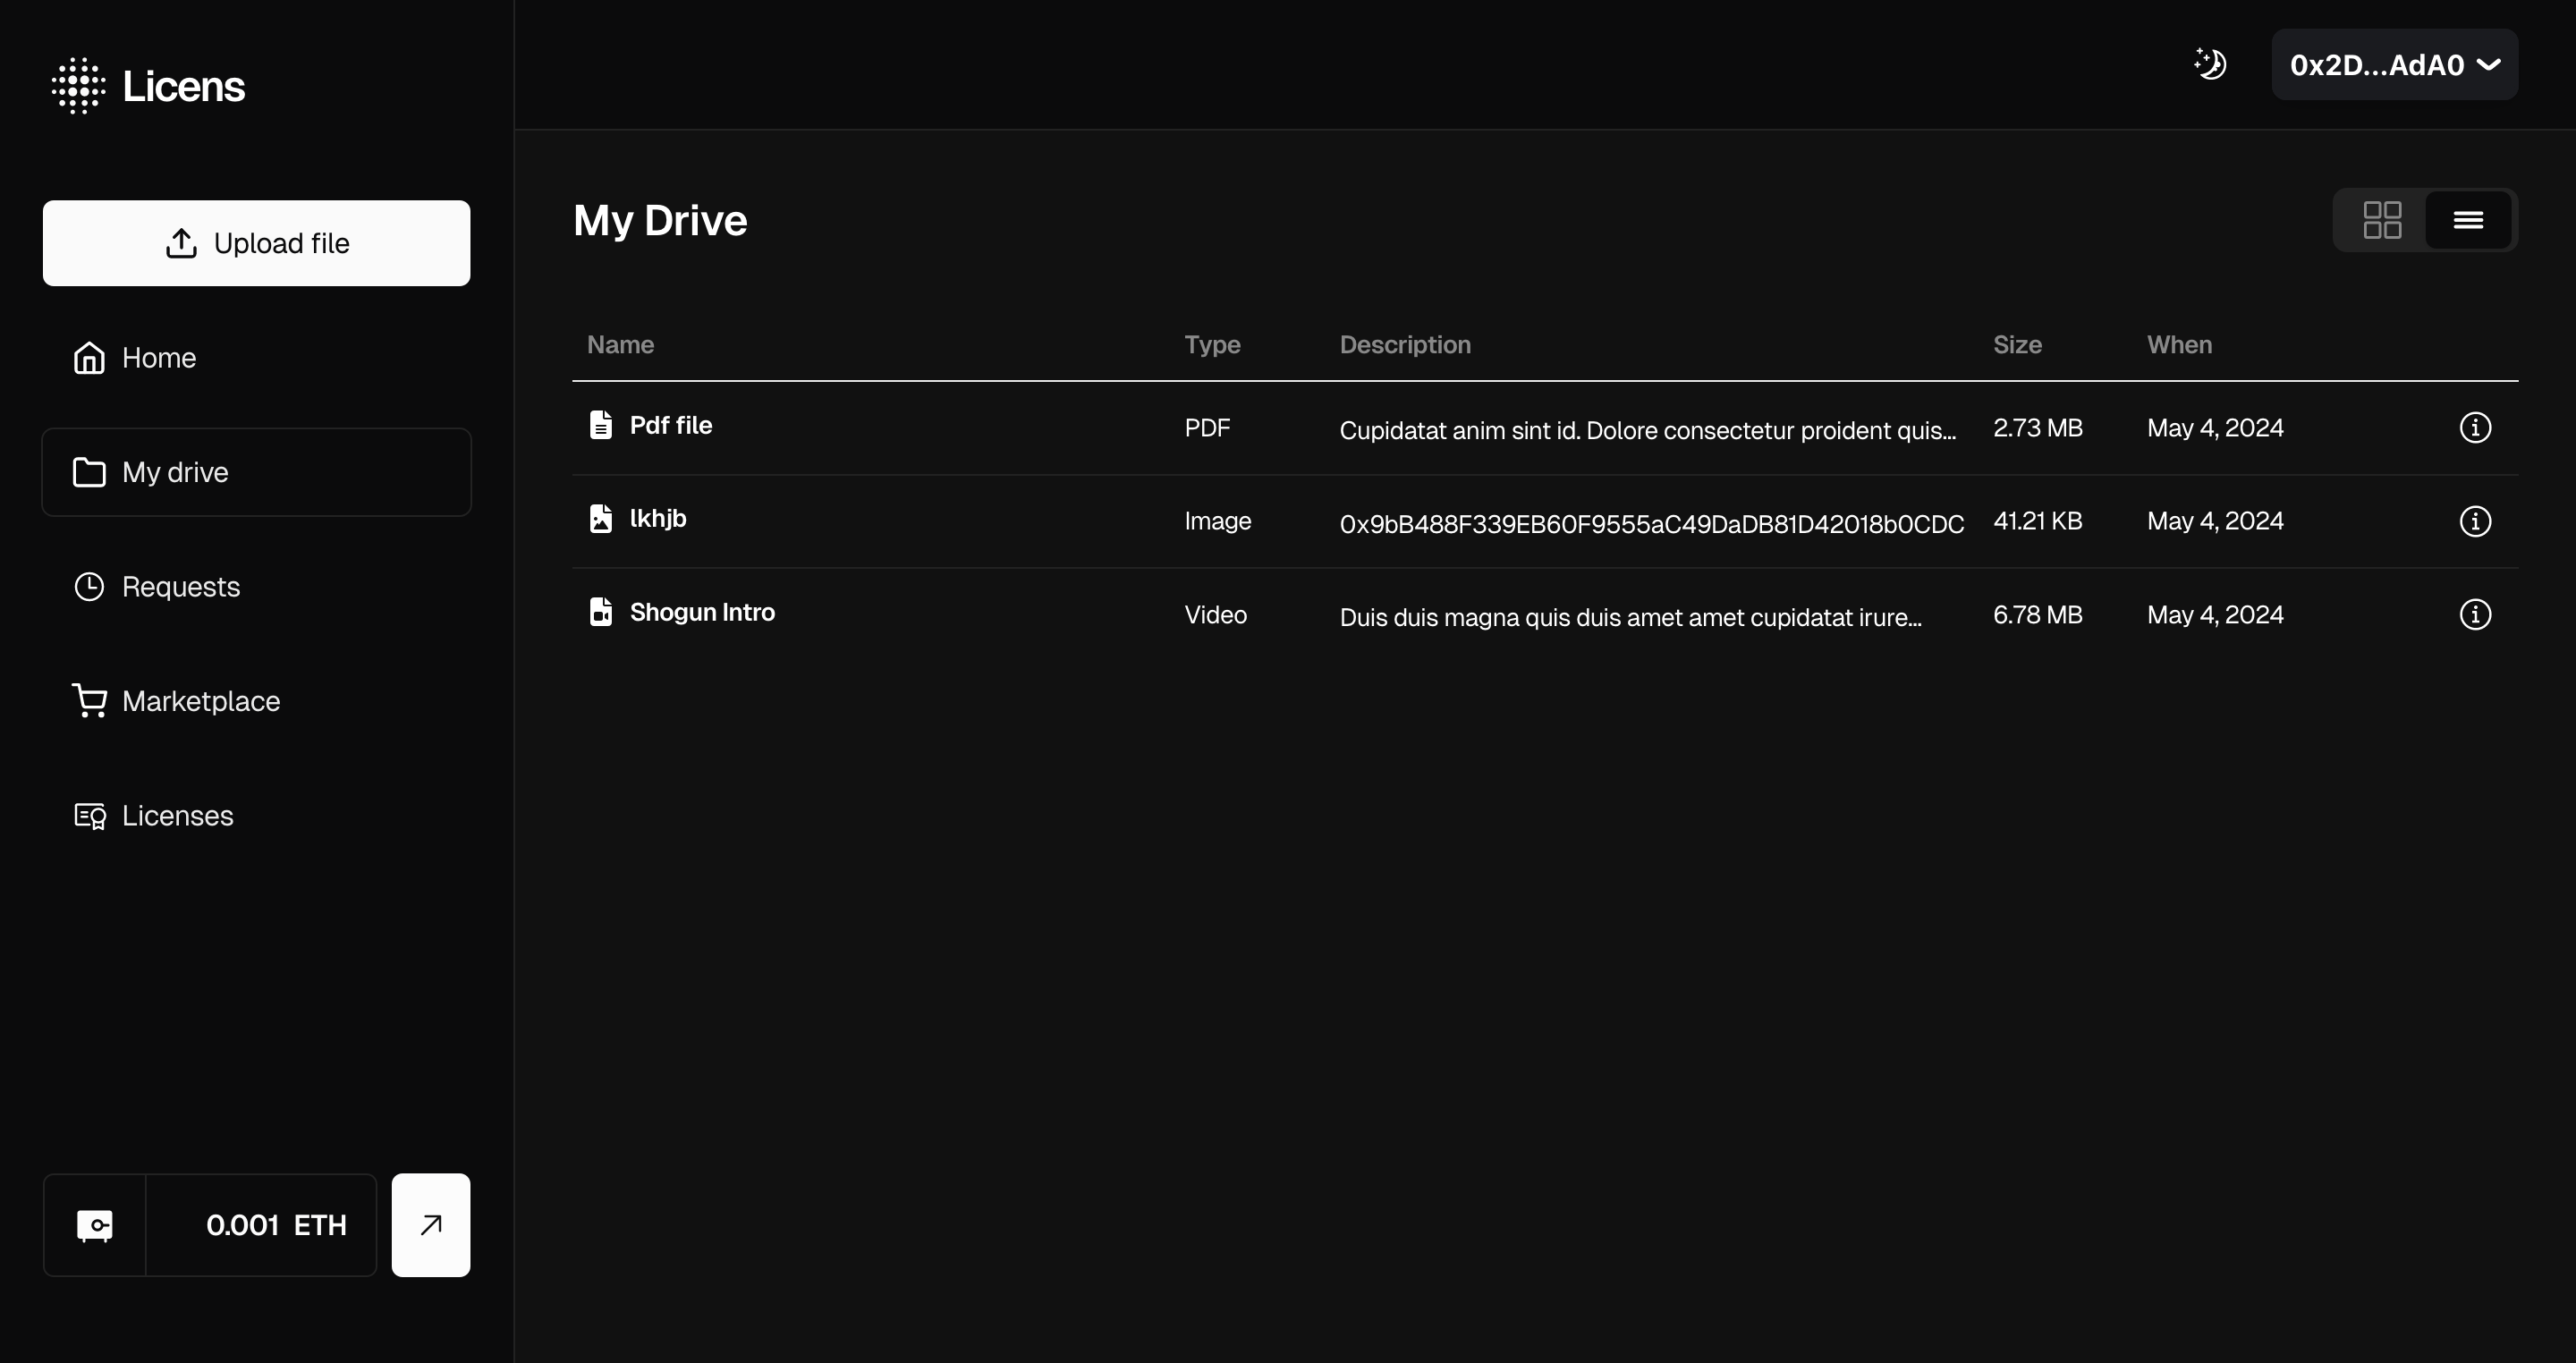 Licens
0x2D...AdA0
Upload file
Home
My drive
Requests
Marketplace
Licenses
0.001 ETH
My Drive
Name Type Description Size When
Pdf file PDF Cupidatat anim sint id. Dolore consectetur proident quis... 2.73 MB May 4, 2024
lkhjb Image 0x9bB488F339EB60F9555aC49DaDB81D42018b0CDC 41.21 KB May 4, 2024
Shogun Intro Video Duis duis magna quis duis amet amet cupidatat irure... 6.78 MB May 4, 2024